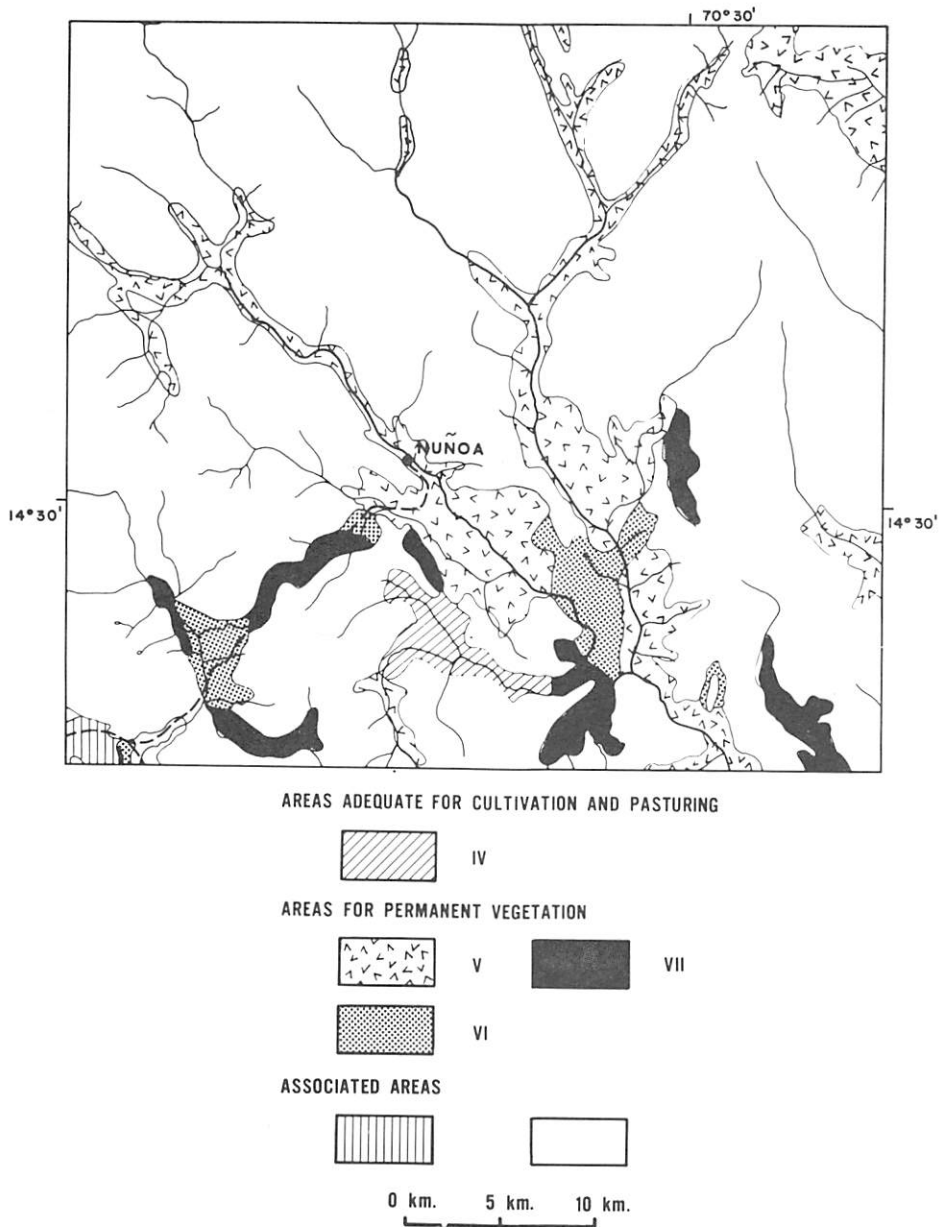 70°30'
NUÑOA
14°30'
14°30'
AREAS ADEQUATE FOR CULTIVATION AND PASTURING
IV
AREAS FOR PERMANENT VEGETATION
V
VII
VI
ASSOCIATED AREAS
0 km. 5 km. 10 km.